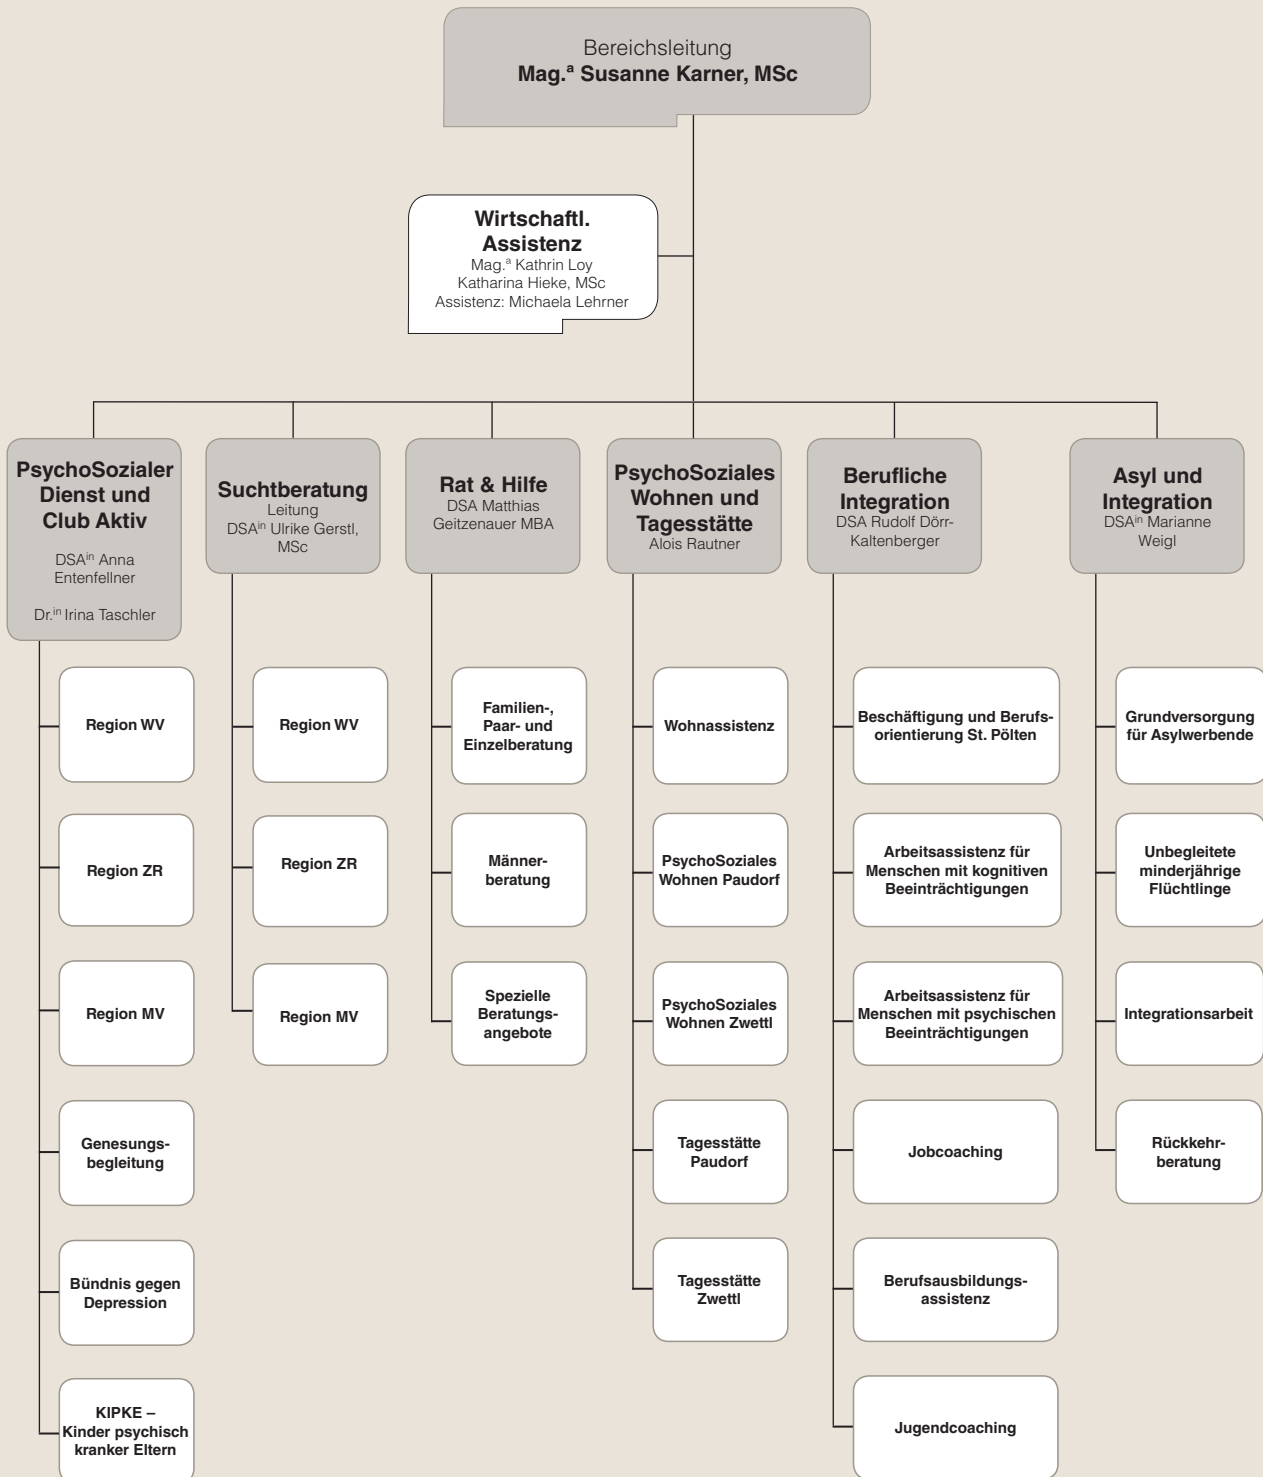 Bereichsleitung
Mag.ª Susanne Karner, MSc
Wirtschaftl.
Assistenz
Mag.ª Kathrin Loy
Katharina Hieke, MSc
Assistenz: Michaela Lehrner
PsychoSozialer
Dienst und
Club Aktiv
DSAⁱⁿ Anna
Entenfellner
Dr.ⁱⁿ Irina Taschler
Suchtberatung
Leitung
DSAⁱⁿ Ulrike Gerstl,
MSc
Rat & Hilfe
DSA Matthias
Geitzenauer MBA
PsychoSoziales
Wohnen und
Tagesstätte
Alois Rautner
Berufliche
Integration
DSA Rudolf Dörr-
Kaltenberger
Asyl und
Integration
DSAⁱⁿ Marianne
Weigl
Region WV
Region ZR
Region MV
Genesungs-
begleitung
Bündnis gegen
Depression
KIPKE –
Kinder psychisch
kranker Eltern
Region WV
Region ZR
Region MV
Familien-,
Paar- und
Einzelberatung
Männer-
beratung
Spezielle
Beratungs-
angebote
Wohnassistenz
PsychoSoziales
Wohnen Paudorf
PsychoSoziales
Wohnen Zwettl
Tagesstätte
Paudorf
Tagesstätte
Zwettl
Beschäftigung und Berufs-
orientierung St. Pölten
Arbeitsassistenz für
Menschen mit kognitiven
Beeinträchtigungen
Arbeitsassistenz für
Menschen mit psychischen
Beeinträchtigungen
Jobcoaching
Berufsausbildungs-
assistenz
Jugendcoaching
Grundversorgung
für Asylwerbende
Unbegleitete
minderjährige
Flüchtlinge
Integrationsarbeit
Rückkehr-
beratung